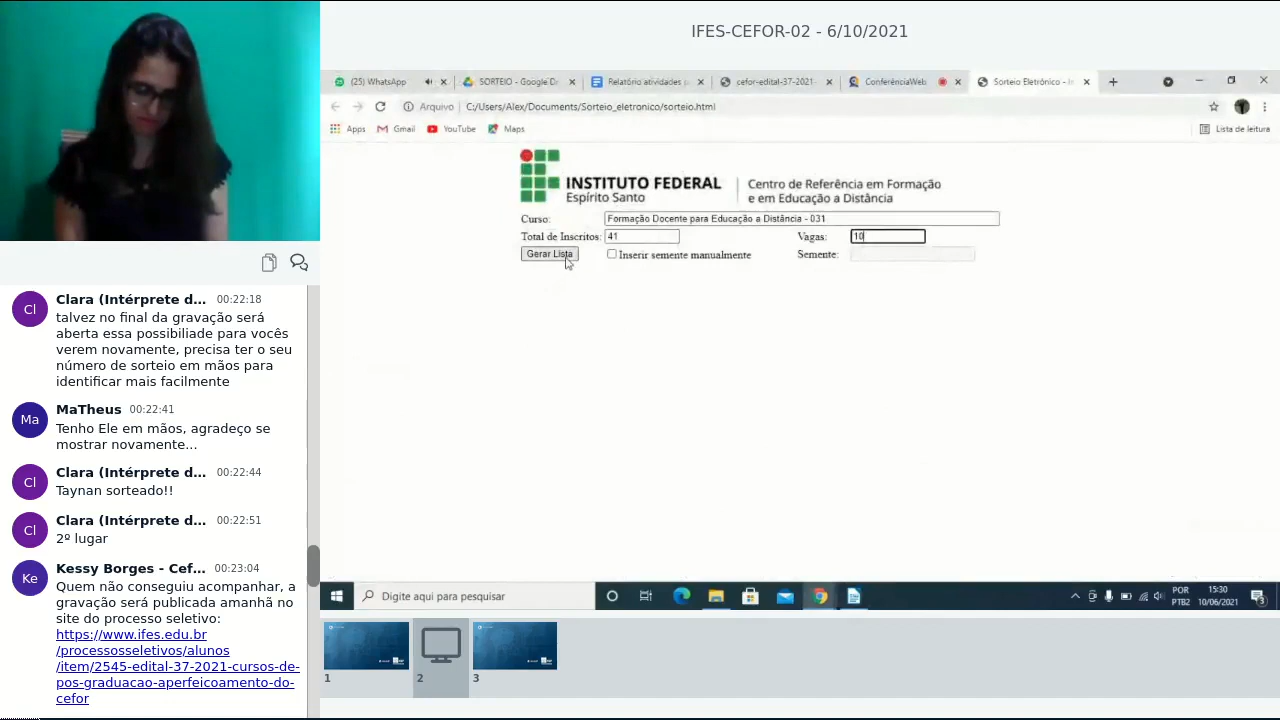 IFES-CEFOR-02 - 6/10/2021
(25) WhatsApp
SORTEIO - Google Dr
Relatório atividades
cefor-edital-37-2021-
ConferênciaWeb
Sorteio Eletrônico - I
Arquivo
C:/Users/Alex/Documents/Sorteio_eletronico/sorteio.html
Apps
Gmail
YouTube
Maps
Lista de leitura
INSTITUTO FEDERAL
Espírito Santo
Centro de Referência em Formação
e em Educação a Distância
Curso: Formação Docente para Educação a Distância - 031
Total de Inscritos: 41
Vagas: 10
Gerar Lista
Inserir semente manualmente
Semente:
Cl
Clara (Intérprete d... 00:22:18
talvez no final da gravação será
aberta essa possibiliade para vocês
verem novamente, precisa ter o seu
número de sorteio em mãos para
identificar mais facilmente
Ma
MaTheus 00:22:41
Tenho Ele em mãos, agradeço se
mostrar novamente...
Cl
Clara (Intérprete d... 00:22:44
Taynan sorteado!!
Cl
Clara (Intérprete d... 00:22:51
2º lugar
Ke
Kessy Borges - Cef... 00:23:04
Quem não conseguiu acompanhar, a
gravação será publicada amanhã no
site do processo seletivo:
https://www.ifes.edu.br
/processosseletivos/alunos
/item/2545-edital-37-2021-cursos-de-
pos-graduacao-aperfeicoamento-do-
cefor
Digite aqui para pesquisar
POR
PTB2
15:30
10/06/2021
3
1
2
3